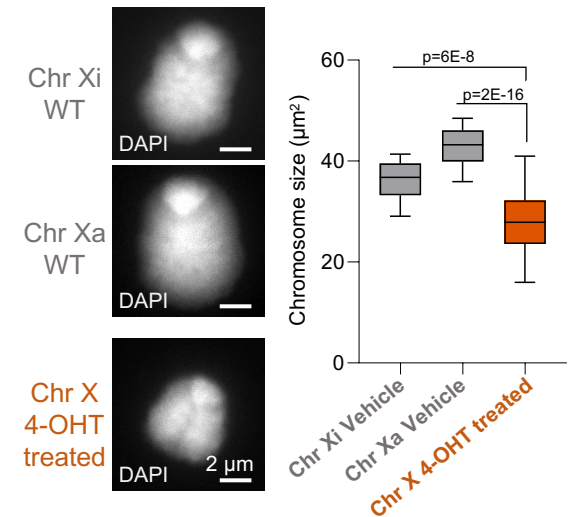 Chr Xi
WT
DAPI
Chr Xa
WT
DAPI
Chr X
4-OHT
treated
DAPI
2 µm
Chromosome size (µm²)
60
40
20
0
p=6E-8
p=2E-16
Chr Xi Vehicle
Chr Xa Vehicle
Chr X 4-OHT treated